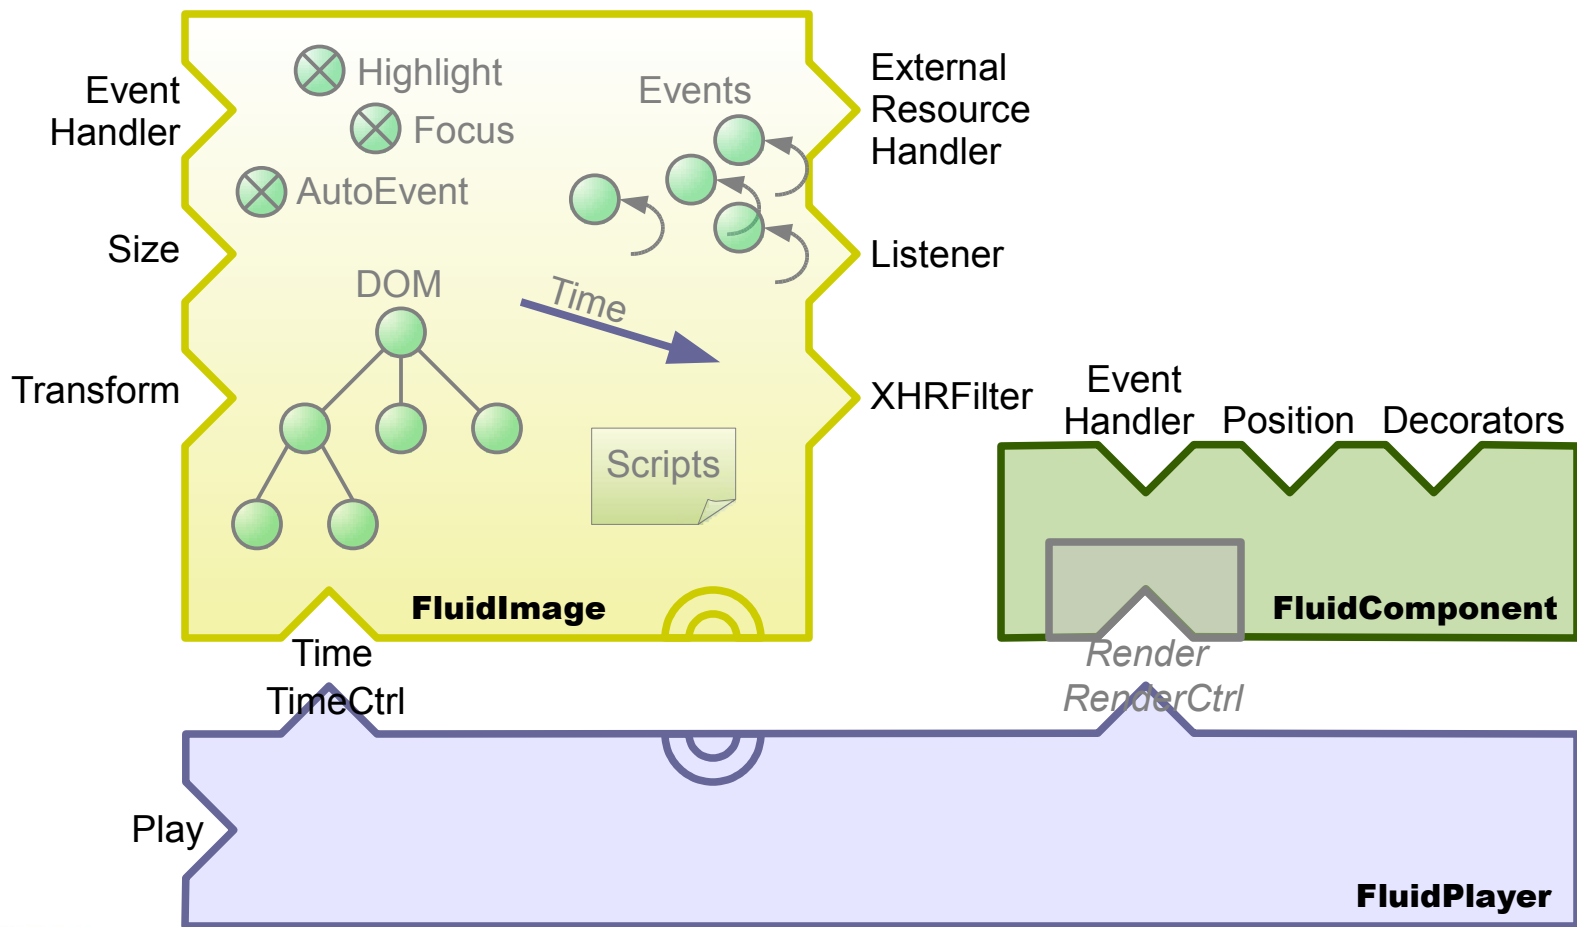 Highlight
Focus
AutoEvent
Events
Event
Handler
Size
Transform
External
Resource
Handler
Listener
XHRFilter
DOM
Time
Scripts
FluidImage
Time
TimeCtrl
Event
Handler
Position
Decorators
FluidComponent
Render
RenderCtrl
Play
FluidPlayer